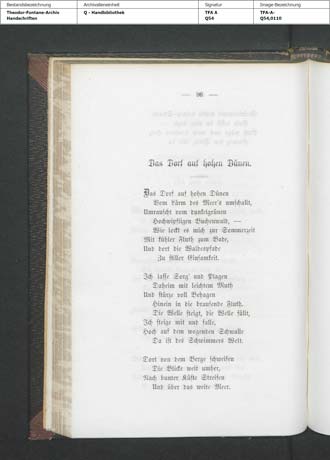 Bestandsbezeichnung
Archivalieneinheit
Signatur
Image-Bezeichnung
Theodor-Fontane-Archiv
Handschriften
Q - Handbibliothek
TFA A
Q54
TFA-A-
Q54,0110
— 96 —
Das Dorf auf hohen Dünen.
Das Dorf auf hohen Dünen
Vom Lärm des Meer's umschallt,
Umrauscht vom dunkelgrünen
Hochwipfligen Buchenwald, —
Wie lockt es mich zur Sommerzeit
Mit kühler Fluth zum Bade,
Und dort die Waldespfade
Zu stiller Einsamkeit.
Ich lasse Sorg' und Plagen
Daheim mit leichtem Muth
Und stürze voll Behagen
Hinein in die brausende Fluth.
Die Welle steigt, die Welle fällt,
Ich steige mit und falle,
Hoch auf dem wogenden Schwalle
Da ist des Schwimmers Welt.
Dort von dem Berge schweifen
Die Blicke weit umher,
Nach bunter Küste Streifen
Und über das weite Meer.